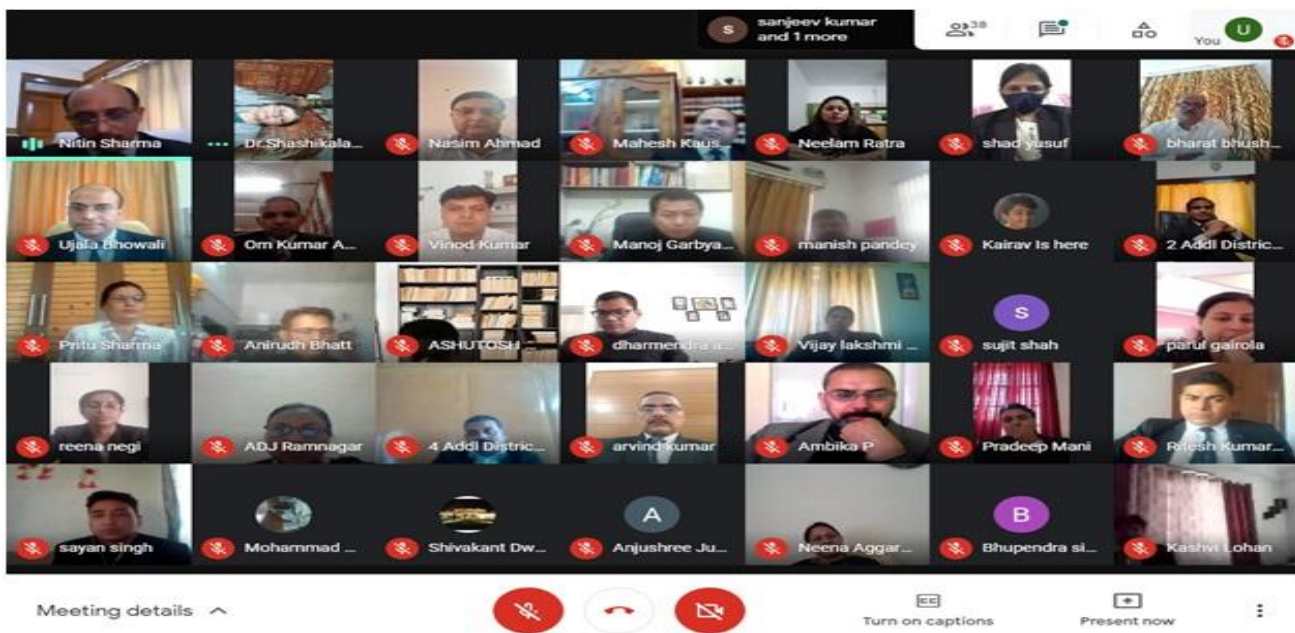 S
sanjeev kumar
and 1 more
38
You
U
Nitin Sharma
Dr.Shashikala...
Nasim Ahmad
Mahesh Kaus...
Neelam Ratra
shad yusuf
bharat bhush...
Ujala Bhowali
Om Kumar A...
Vinod Kumar
Manoj Garbya...
manish pandey
Kairav Is here
2 Addl Distric...
Pritu Sharma
Anirudh Bhatt
ASHUTOSH ...
dharmendra a...
Vijay lakshmi ...
S
sujit shah
parul gairola
reena negi
ADJ Ramnagar
4 Addl Distric...
arvind kumar
Ambika P
Pradeep Mani
Ritesh Kumar...
sayan singh
Mohammad ...
Shivakant Dw...
A
Anjushree Ju...
Neena Aggar...
B
Bhupendra si...
Kashvi Lohan
Meeting details
CC
Turn on captions
Present now